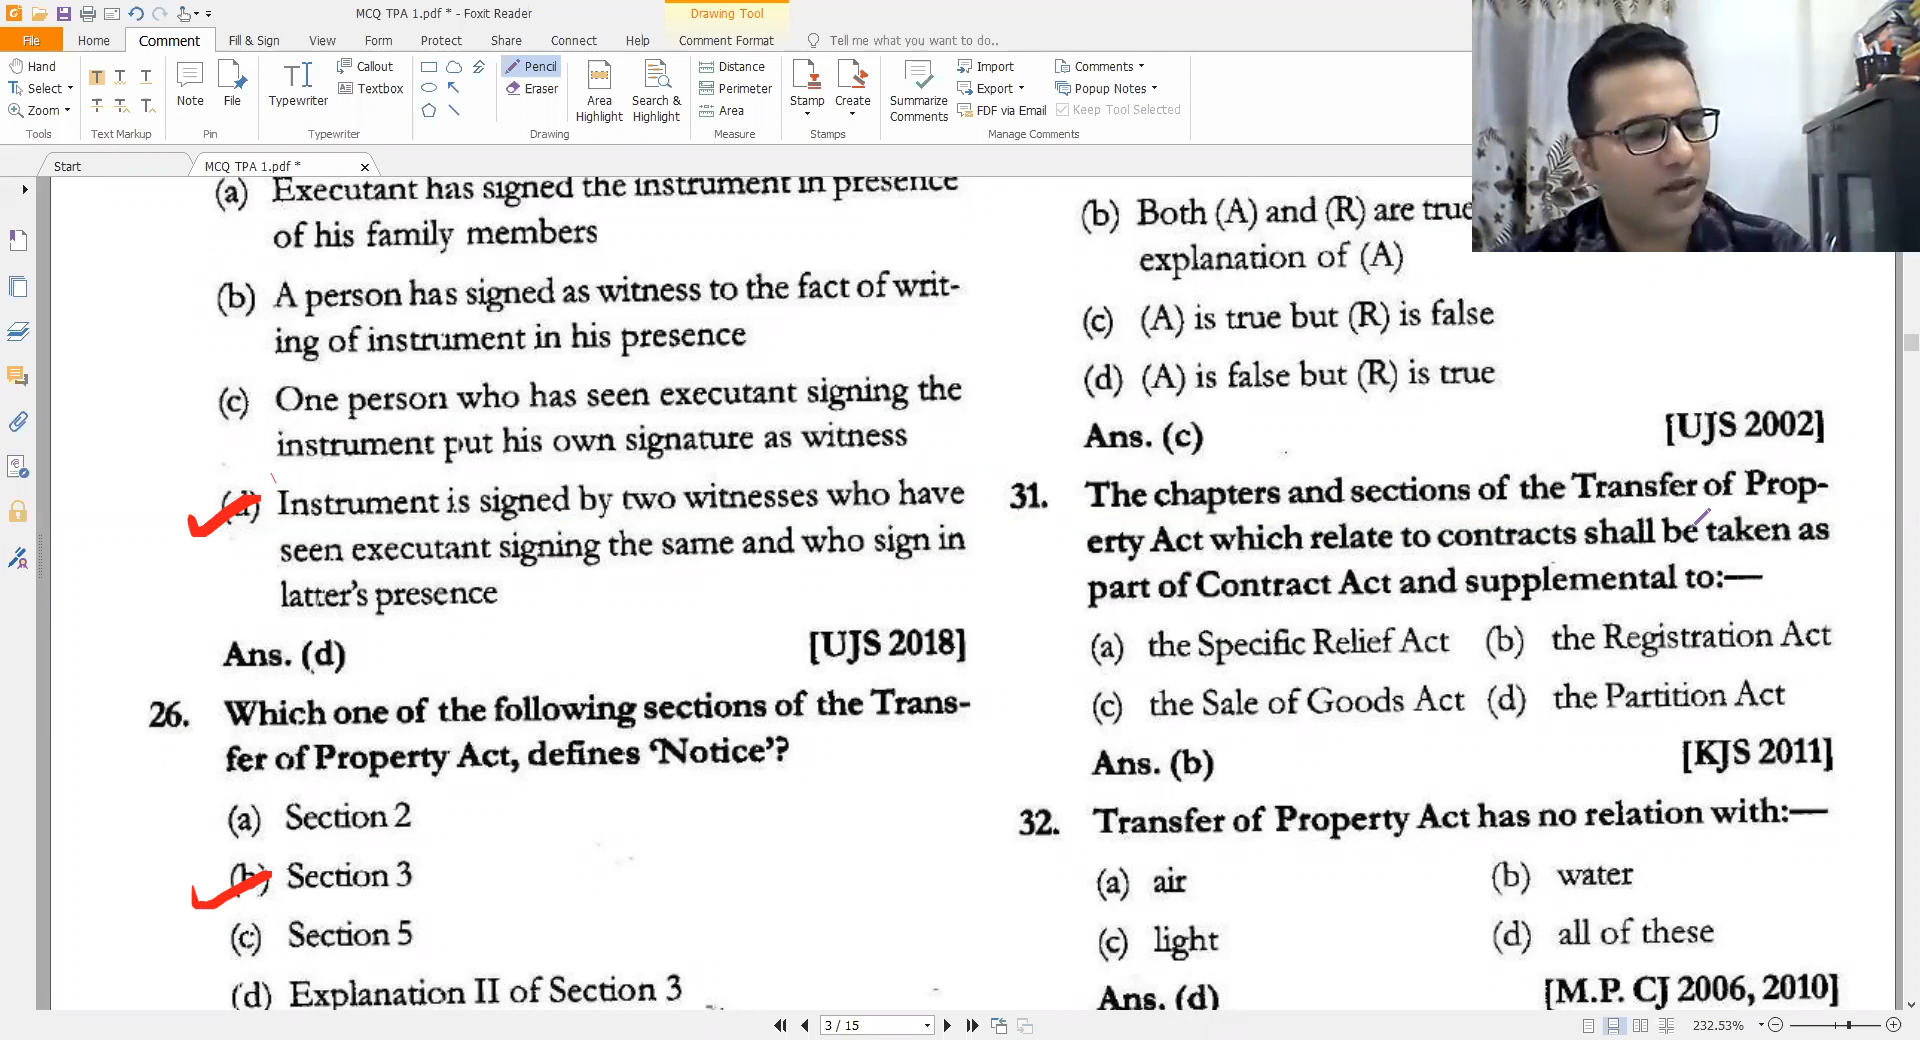 MCQ TPA 1.pdf * - Foxit Reader
Drawing Tool
File
Home
Comment
Fill & Sign
View
Form
Protect
Share
Connect
Help
Comment Format
Tell me what you want to do..
Hand
Select
Zoom
Tools
Text Markup
Note
File
Pin
Typewriter
Callout
Textbox
Typewriter
Pencil
Eraser
Area
Highlight
Search &
Highlight
Drawing
Distance
Perimeter
Area
Measure
Stamp
Create
Stamps
Summarize
Comments
Import
Export
FDF via Email
Comments
Popup Notes
Keep Tool Selected
Manage Comments
Start
MCQ TPA 1.pdf *
(a) Executant has signed the instrument in presence
of his family members
(b) A person has signed as witness to the fact of writ-
ing of instrument in his presence
(c) One person who has seen executant signing the
instrument put his own signature as witness
(d) Instrument is signed by two witnesses who have
seen executant signing the same and who sign in
latter's presence
Ans. (d) [UJS 2018]
26. Which one of the following sections of the Trans-
fer of Property Act, defines 'Notice'?
(a) Section 2
(b) Section 3
(c) Section 5
(d) Explanation II of Section 3
(b) Both (A) and (R) are true
explanation of (A)
(c) (A) is true but (R) is false
(d) (A) is false but (R) is true
Ans. (c) [UJS 2002]
31. The chapters and sections of the Transfer of Prop-
erty Act which relate to contracts shall be taken as
part of Contract Act and supplemental to:—
(a) the Specific Relief Act (b) the Registration Act
(c) the Sale of Goods Act (d) the Partition Act
Ans. (b) [KJS 2011]
32. Transfer of Property Act has no relation with:—
(a) air (b) water
(c) light (d) all of these
Ans. (d) [M.P. CJ 2006, 2010]
3 / 15
232.53%